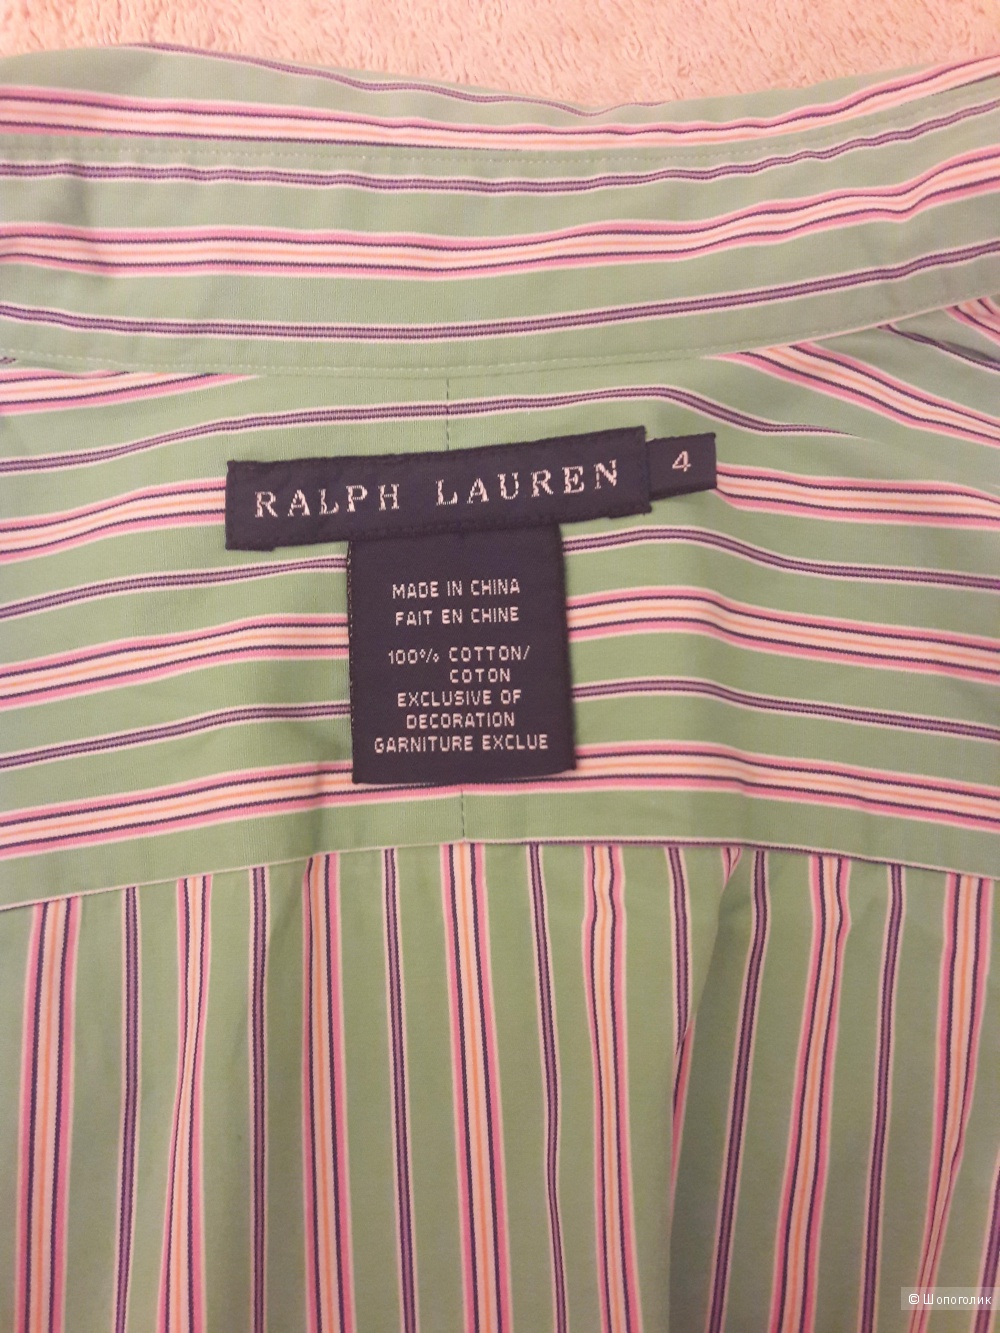 RALPH LAUREN 4
MADE IN CHINA
FAIT EN CHINE
100% COTTON/
COTON
EXCLUSIVE OF
DECORATION
GARNITURE EXCLUE
© Шопоголик